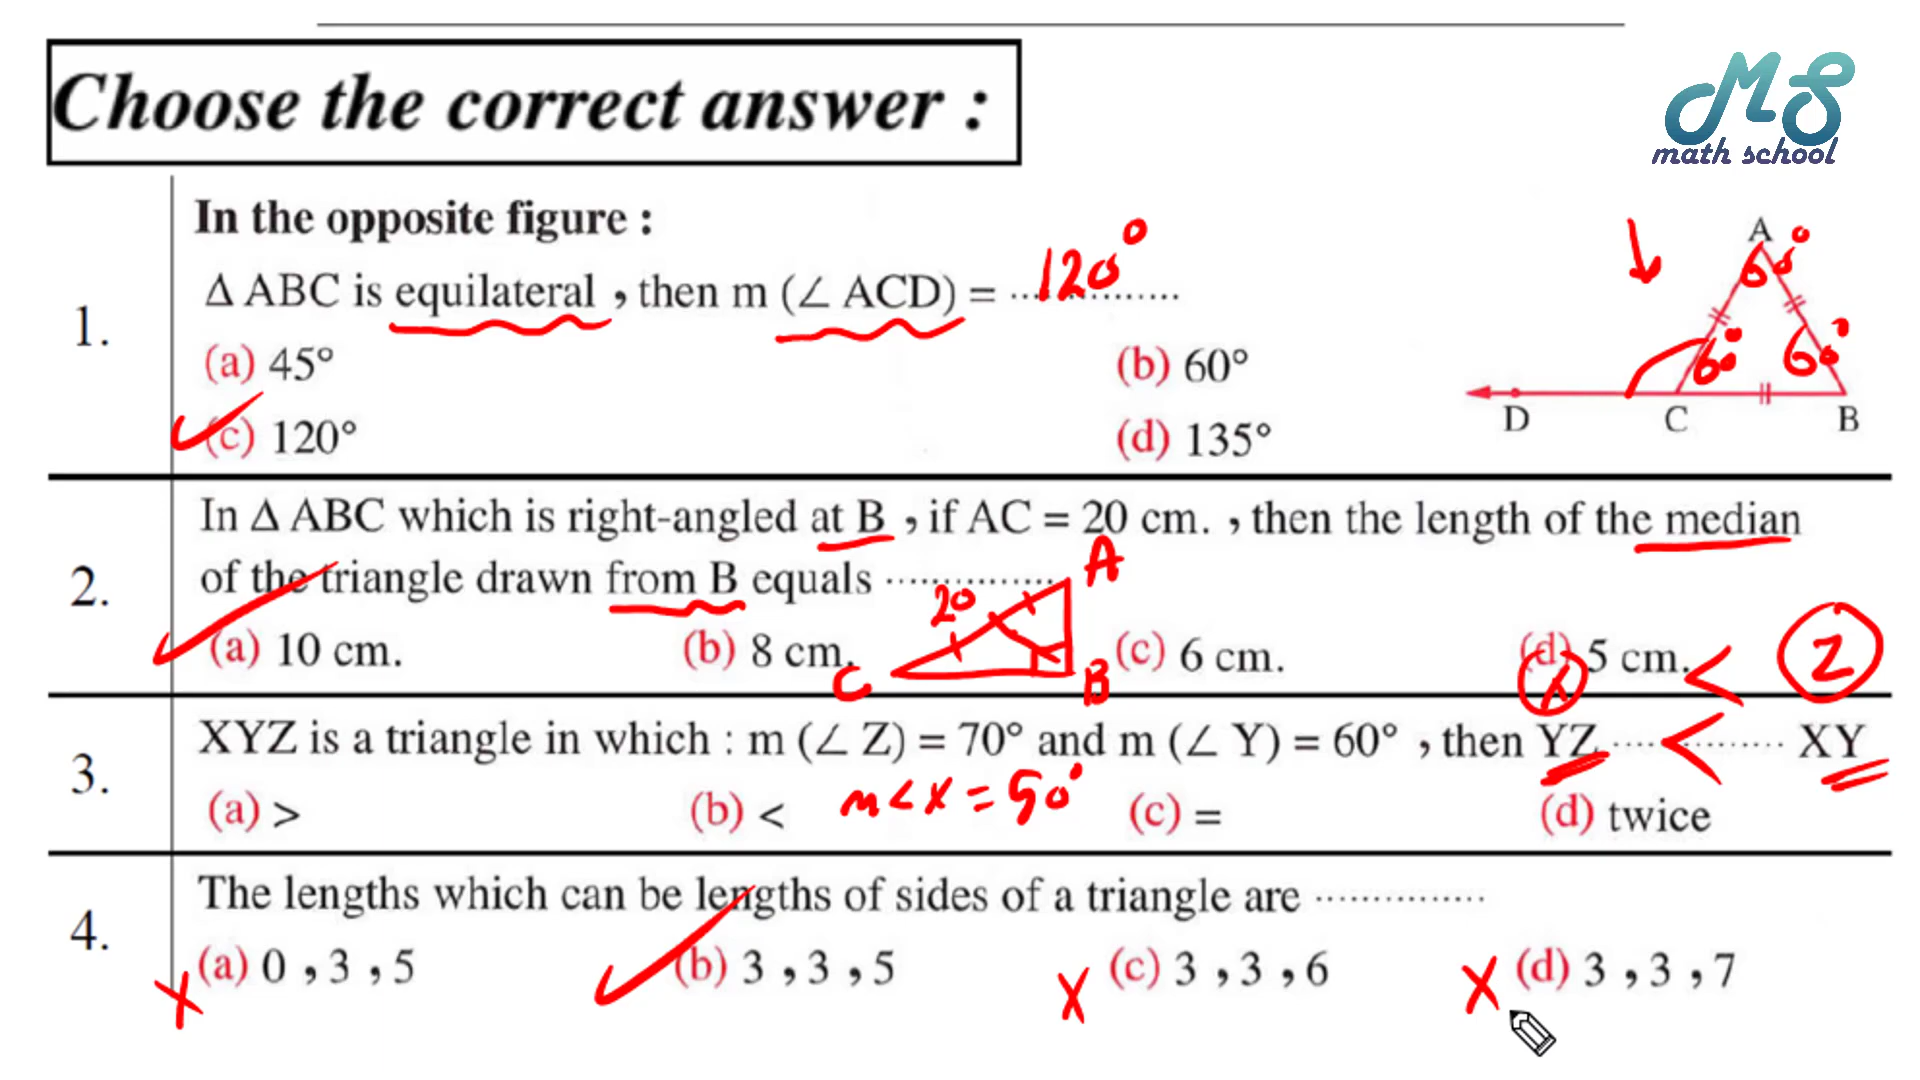 Choose the correct answer :
MS
math school
1.
In the opposite figure :
Δ ABC is equilateral , then m (∠ ACD) = ............... 120°
(a) 45°
(b) 60°
(c) 120°
(d) 135°
A
60°
60°
60°
D
C
B
2.
In Δ ABC which is right-angled at B , if AC = 20 cm. , then the length of the median
of the triangle drawn from B equals ...............
(a) 10 cm.
(b) 8 cm.
(c) 6 cm.
(d) 5 cm.
A
20
C
B
X < Z
3.
XYZ is a triangle in which : m (∠ Z) = 70° and m (∠ Y) = 60° , then YZ ..... < ......... XY
(a) >
(b) <
m < X = 50°
(c) =
(d) twice
4.
The lengths which can be lengths of sides of a triangle are ...............
(a) 0 , 3 , 5
(b) 3 , 3 , 5
(c) 3 , 3 , 6
(d) 3 , 3 , 7